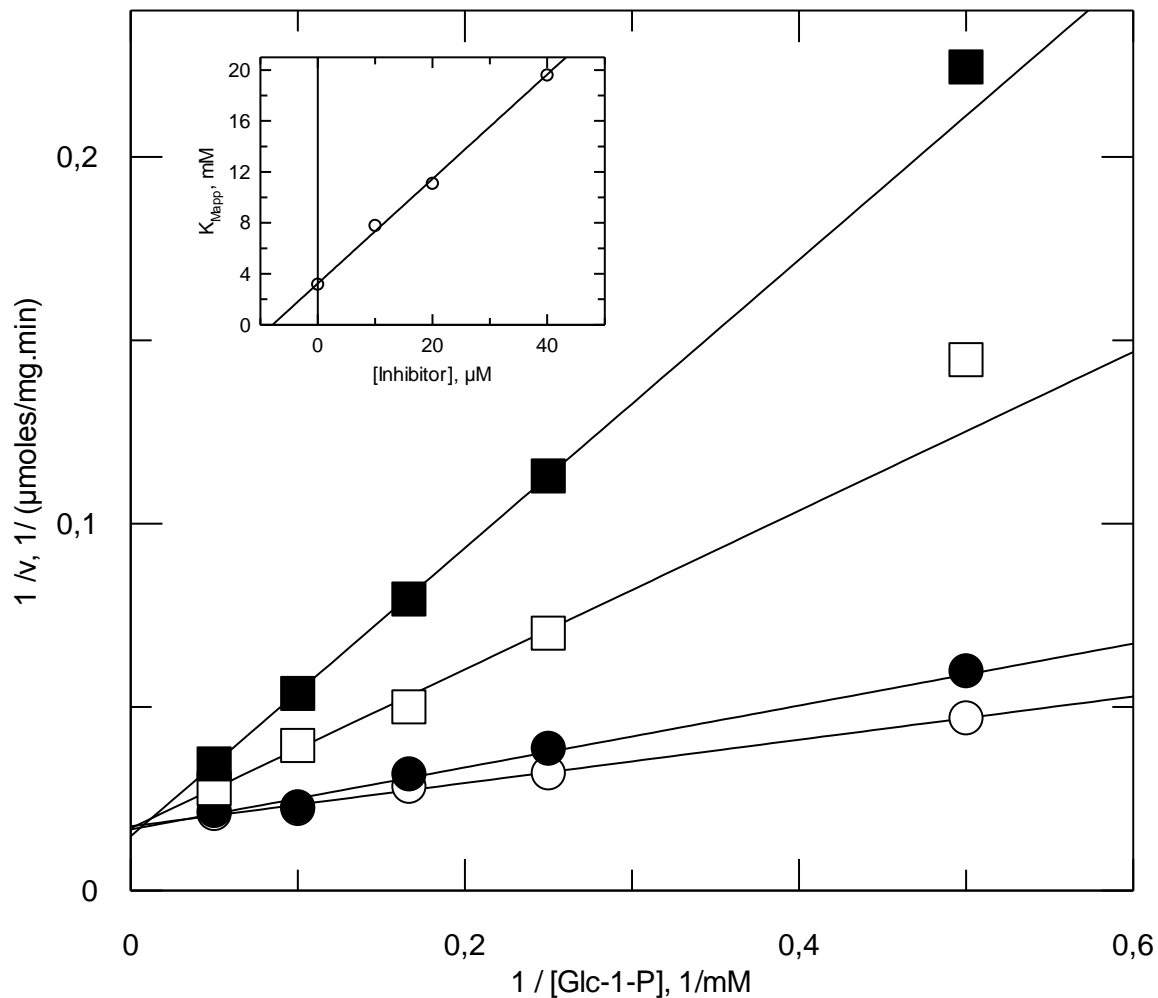 20
16
12
8
4
0
K_Mapp, mM
0 20 40
[Inhibitor], µM
0,2
0,1
0
1 /v, 1/ (µmoles/mg.min)
0 0,2 0,4 0,6
1 / [Glc-1-P], 1/mM